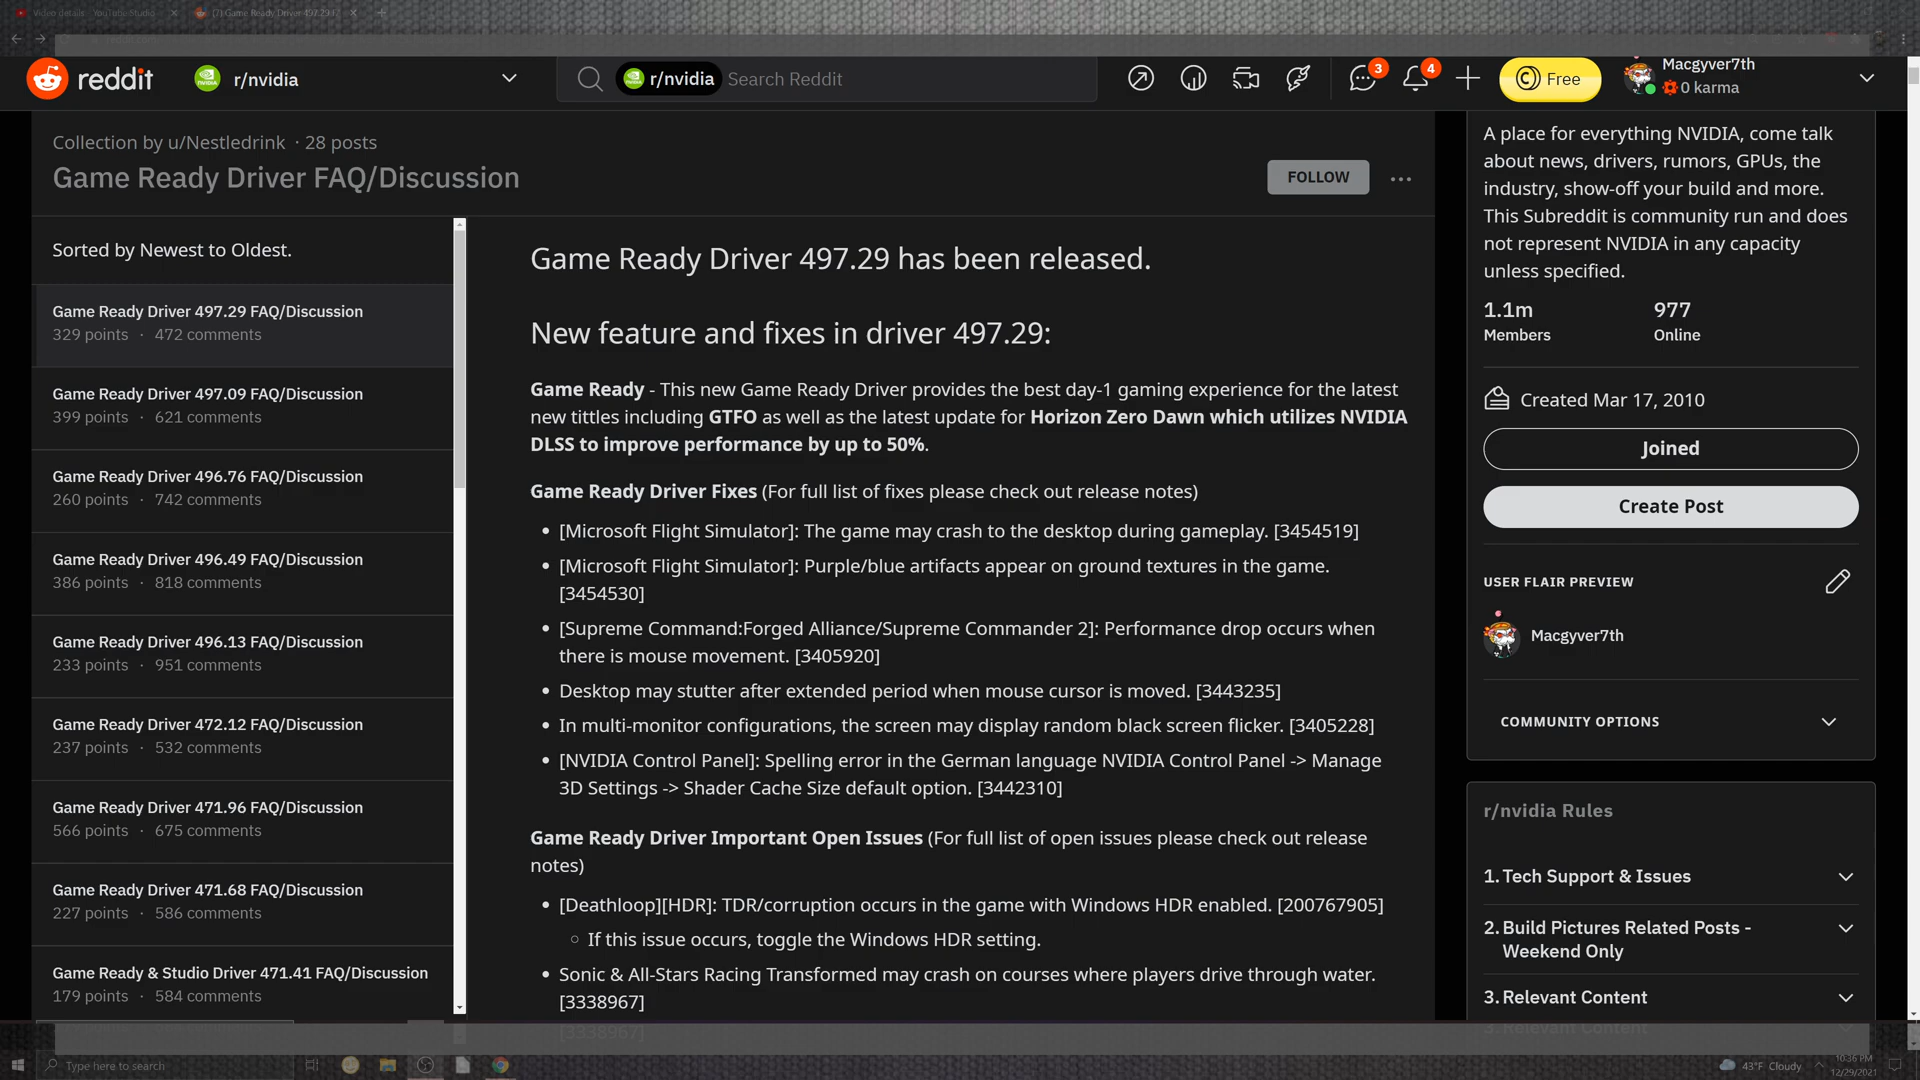 Video details - YouTube Studio
(7) Game Ready Driver 497.29 F
reddit
r/nvidia
r/nvidia
Search Reddit
3
4
Free
Macgyver7th
0 karma
Collection by u/Nestledrink · 28 posts
Game Ready Driver FAQ/Discussion
FOLLOW
Sorted by Newest to Oldest.
Game Ready Driver 497.29 FAQ/Discussion
329 points · 472 comments
Game Ready Driver 497.09 FAQ/Discussion
399 points · 621 comments
Game Ready Driver 496.76 FAQ/Discussion
260 points · 742 comments
Game Ready Driver 496.49 FAQ/Discussion
386 points · 818 comments
Game Ready Driver 496.13 FAQ/Discussion
233 points · 951 comments
Game Ready Driver 472.12 FAQ/Discussion
237 points · 532 comments
Game Ready Driver 471.96 FAQ/Discussion
566 points · 675 comments
Game Ready Driver 471.68 FAQ/Discussion
227 points · 586 comments
Game Ready & Studio Driver 471.41 FAQ/Discussion
179 points · 584 comments
Game Ready Driver 497.29 has been released.
New feature and fixes in driver 497.29:
Game Ready - This new Game Ready Driver provides the best day-1 gaming experience for the latest
new tittles including GTFO as well as the latest update for Horizon Zero Dawn which utilizes NVIDIA
DLSS to improve performance by up to 50%.
Game Ready Driver Fixes (For full list of fixes please check out release notes)
• [Microsoft Flight Simulator]: The game may crash to the desktop during gameplay. [3454519]
• [Microsoft Flight Simulator]: Purple/blue artifacts appear on ground textures in the game.
[3454530]
• [Supreme Command:Forged Alliance/Supreme Commander 2]: Performance drop occurs when
there is mouse movement. [3405920]
• Desktop may stutter after extended period when mouse cursor is moved. [3443235]
• In multi-monitor configurations, the screen may display random black screen flicker. [3405228]
• [NVIDIA Control Panel]: Spelling error in the German language NVIDIA Control Panel -> Manage
3D Settings -> Shader Cache Size default option. [3442310]
Game Ready Driver Important Open Issues (For full list of open issues please check out release
notes)
• [Deathloop][HDR]: TDR/corruption occurs in the game with Windows HDR enabled. [200767905]
◦ If this issue occurs, toggle the Windows HDR setting.
• Sonic & All-Stars Racing Transformed may crash on courses where players drive through water.
[3338967]
[3338967]
A place for everything NVIDIA, come talk
about news, drivers, rumors, GPUs, the
industry, show-off your build and more.
This Subreddit is community run and does
not represent NVIDIA in any capacity
unless specified.
1.1m
Members
977
Online
Created Mar 17, 2010
Joined
Create Post
USER FLAIR PREVIEW
Macgyver7th
COMMUNITY OPTIONS
r/nvidia Rules
1. Tech Support & Issues
2. Build Pictures Related Posts -
Weekend Only
3. Relevant Content
3. Relevant Content
Type here to search
43°F Cloudy
10:36 PM
12/29/2021